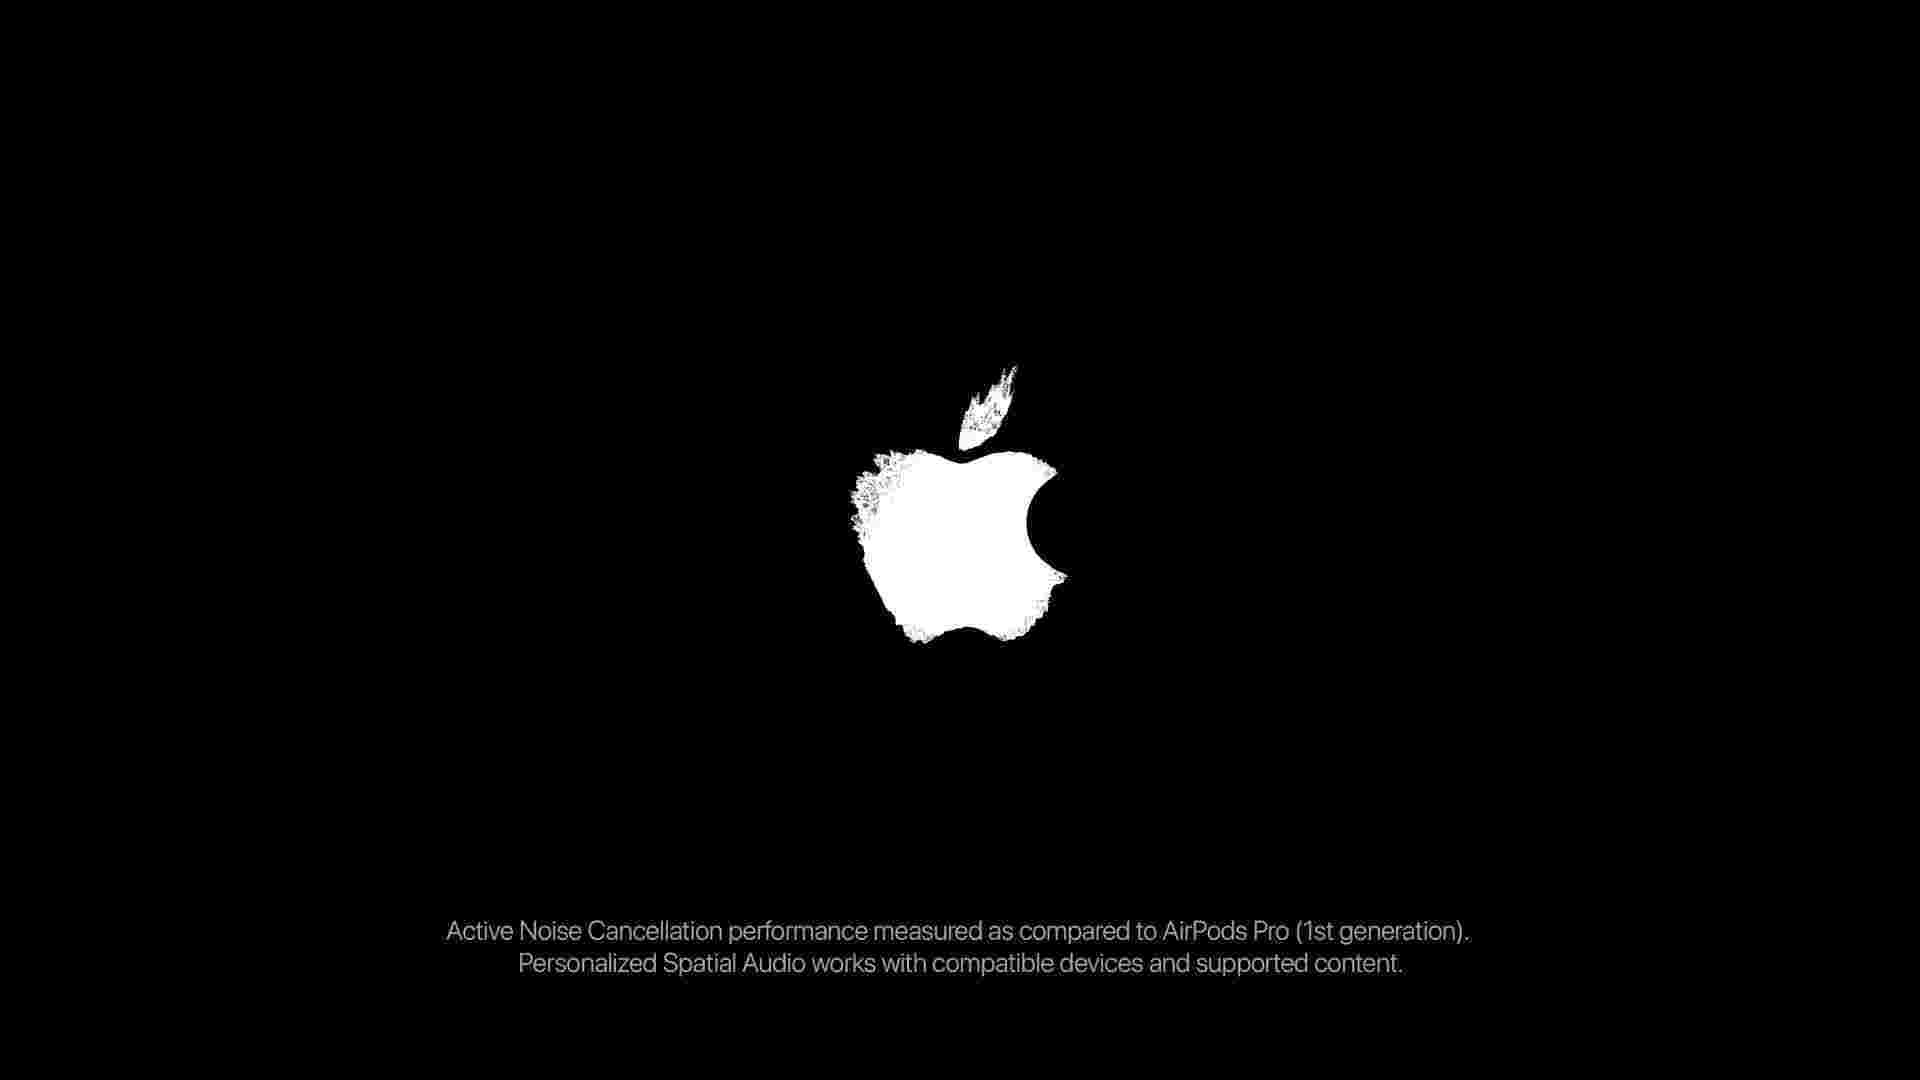 Active Noise Cancellation performance measured as compared to AirPods Pro (1st generation).
Personalized Spatial Audio works with compatible devices and supported content.